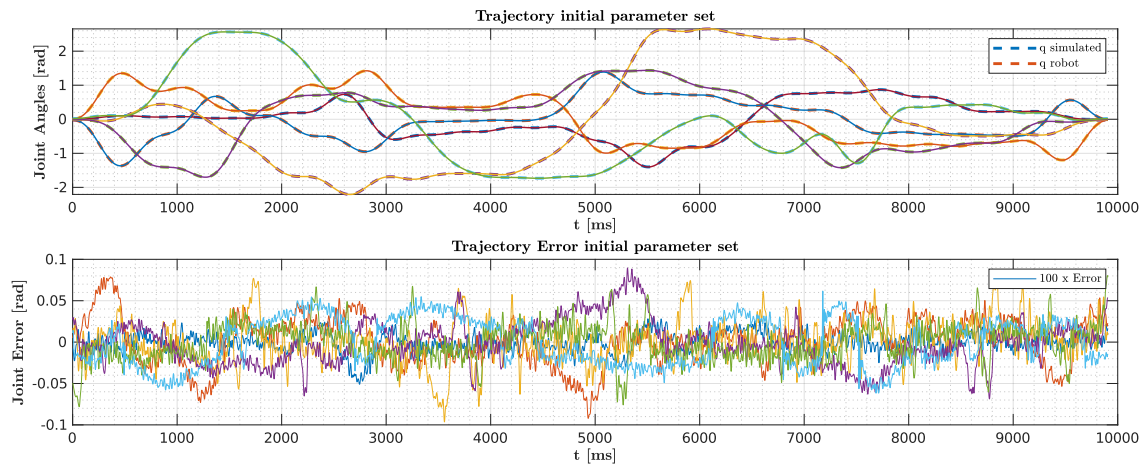 Trajectory initial parameter set
Joint Angles [rad]
2
1
0
-1
-2
q simulated
q robot
0 1000 2000 3000 4000 5000 6000 7000 8000 9000 10000
t [ms]
Trajectory Error initial parameter set
Joint Error [rad]
0.1
0.05
0
-0.05
-0.1
100 x Error
0 1000 2000 3000 4000 5000 6000 7000 8000 9000 10000
t [ms]